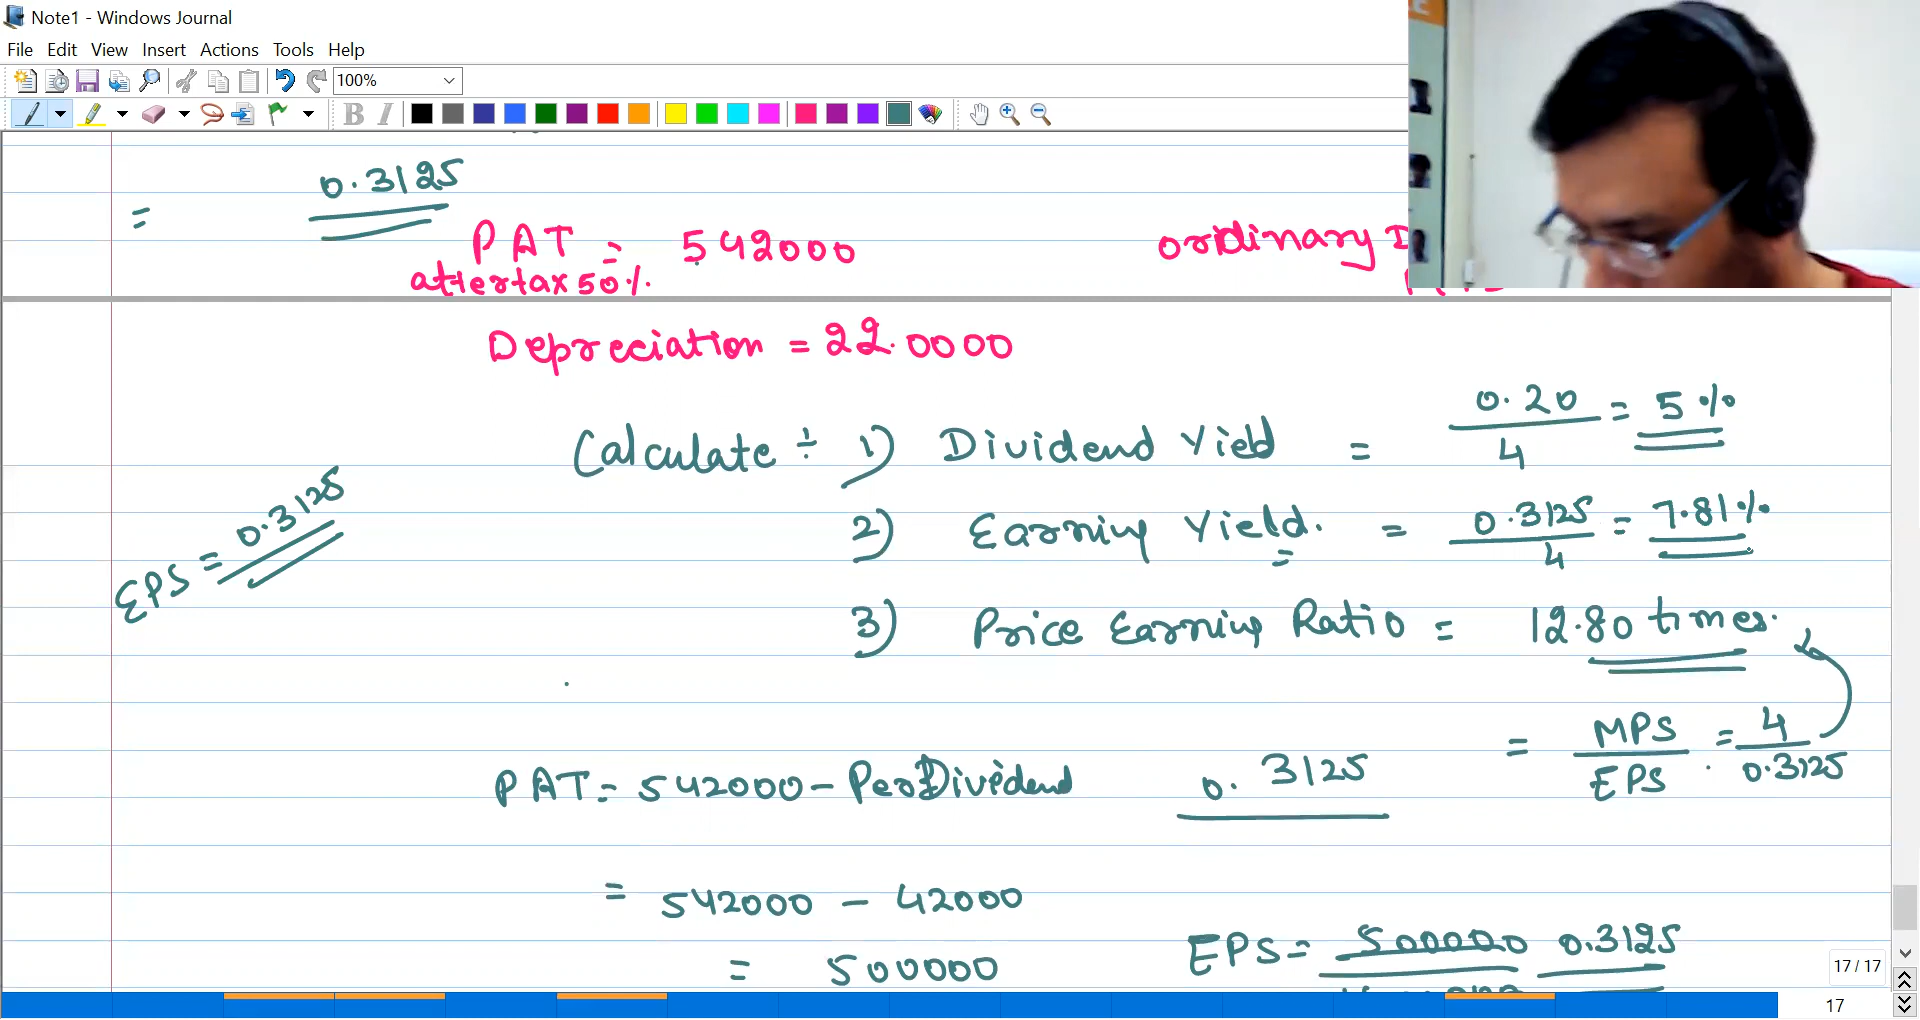 Note1 - Windows Journal
File Edit View Insert Actions Tools Help
100%
B I
= 0.3125
PAT = 542000 ordinary
after tax 50%.
Depreciation = 22.0000
Calculate ÷ 1) Dividend Yield = 0.20 / 4 = 5%
EPS = 0.3125
2) Earning Yield. = 0.3125 / 4 = 7.81%
3) Price Earning Ratio = 12.80 times.
= MPS / EPS = 4 / 0.3125
PAT = 542000 - Dividend 0.3125
= 542000 - 42000
EPS = 500000 0.3125
= 500000
17 / 17
17